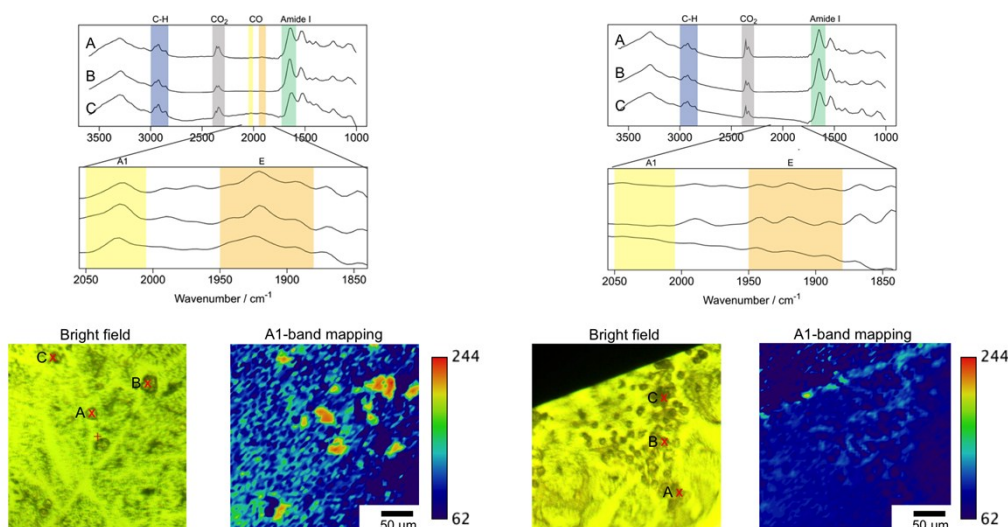 C-H CO₂ CO Amide I
A
B
C
3500 3000 2500 2000 1500 1000
A1 E
2050 2000 1950 1900 1850
Wavenumber / cm⁻¹
C-H CO₂ Amide I
A
B
C
3500 3000 2500 2000 1500 1000
A1 E
2050 2000 1950 1900 1850
Wavenumber / cm⁻¹
Bright field
C
B
A
A1-band mapping
244
62
50 µm
Bright field
C
B
A
A1-band mapping
244
62
50 µm